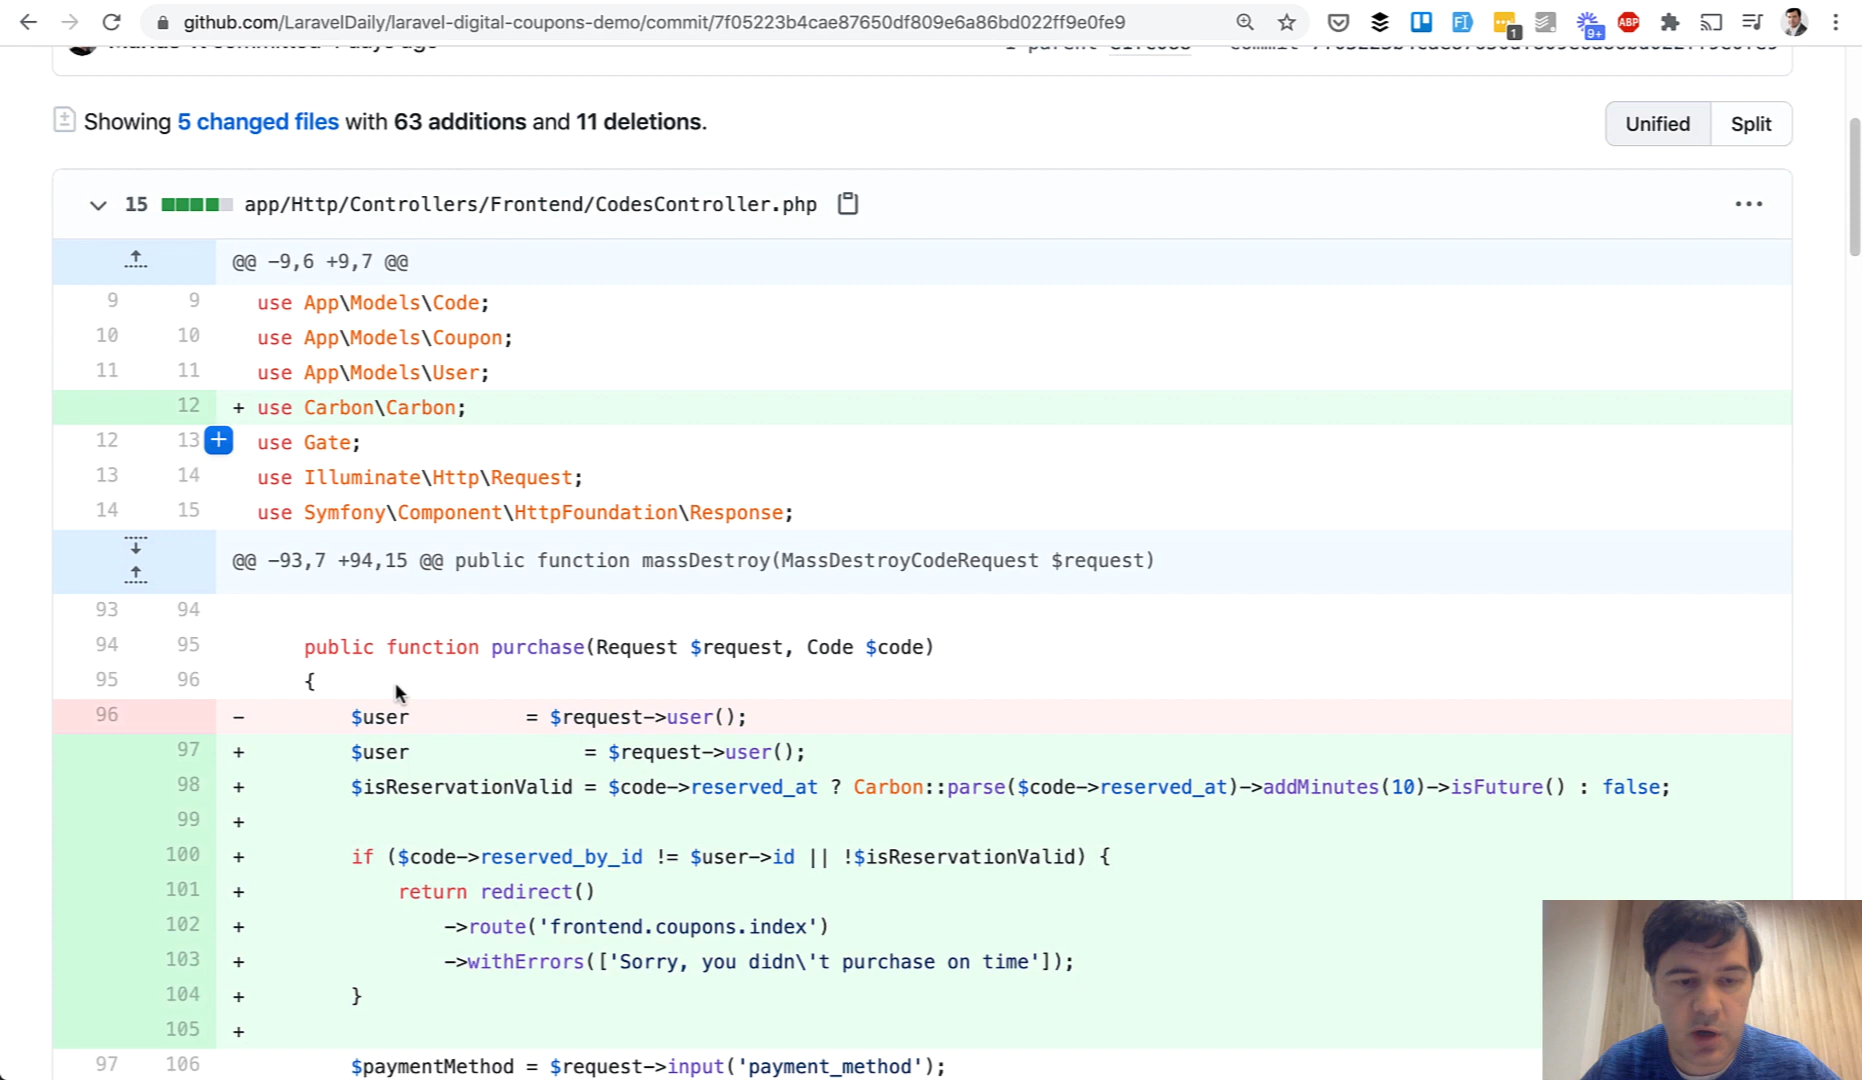 github.com/LaravelDaily/laravel-digital-coupons-demo/commit/7f05223b4cae87650df809e6a86bd022ff9e0fe9
1
9+
ABP
Showing 5 changed files with 63 additions and 11 deletions.
Unified Split
15 app/Http/Controllers/Frontend/CodesController.php
@@ -9,6 +9,7 @@
9 9 use App\Models\Code;
10 10 use App\Models\Coupon;
11 11 use App\Models\User;
12 + use Carbon\Carbon;
12 13 use Gate;
13 14 use Illuminate\Http\Request;
14 15 use Symfony\Component\HttpFoundation\Response;
@@ -93,7 +94,15 @@ public function massDestroy(MassDestroyCodeRequest $request)
93 94
94 95 public function purchase(Request $request, Code $code)
95 96 {
96 - $user = $request->user();
97 + $user = $request->user();
98 + $isReservationValid = $code->reserved_at ? Carbon::parse($code->reserved_at)->addMinutes(10)->isFuture() : false;
99 +
100 + if ($code->reserved_by_id != $user->id || !$isReservationValid) {
101 + return redirect()
102 + ->route('frontend.coupons.index')
103 + ->withErrors(['Sorry, you didn\'t purchase on time']);
104 + }
105 +
97 106 $paymentMethod = $request->input('payment_method');